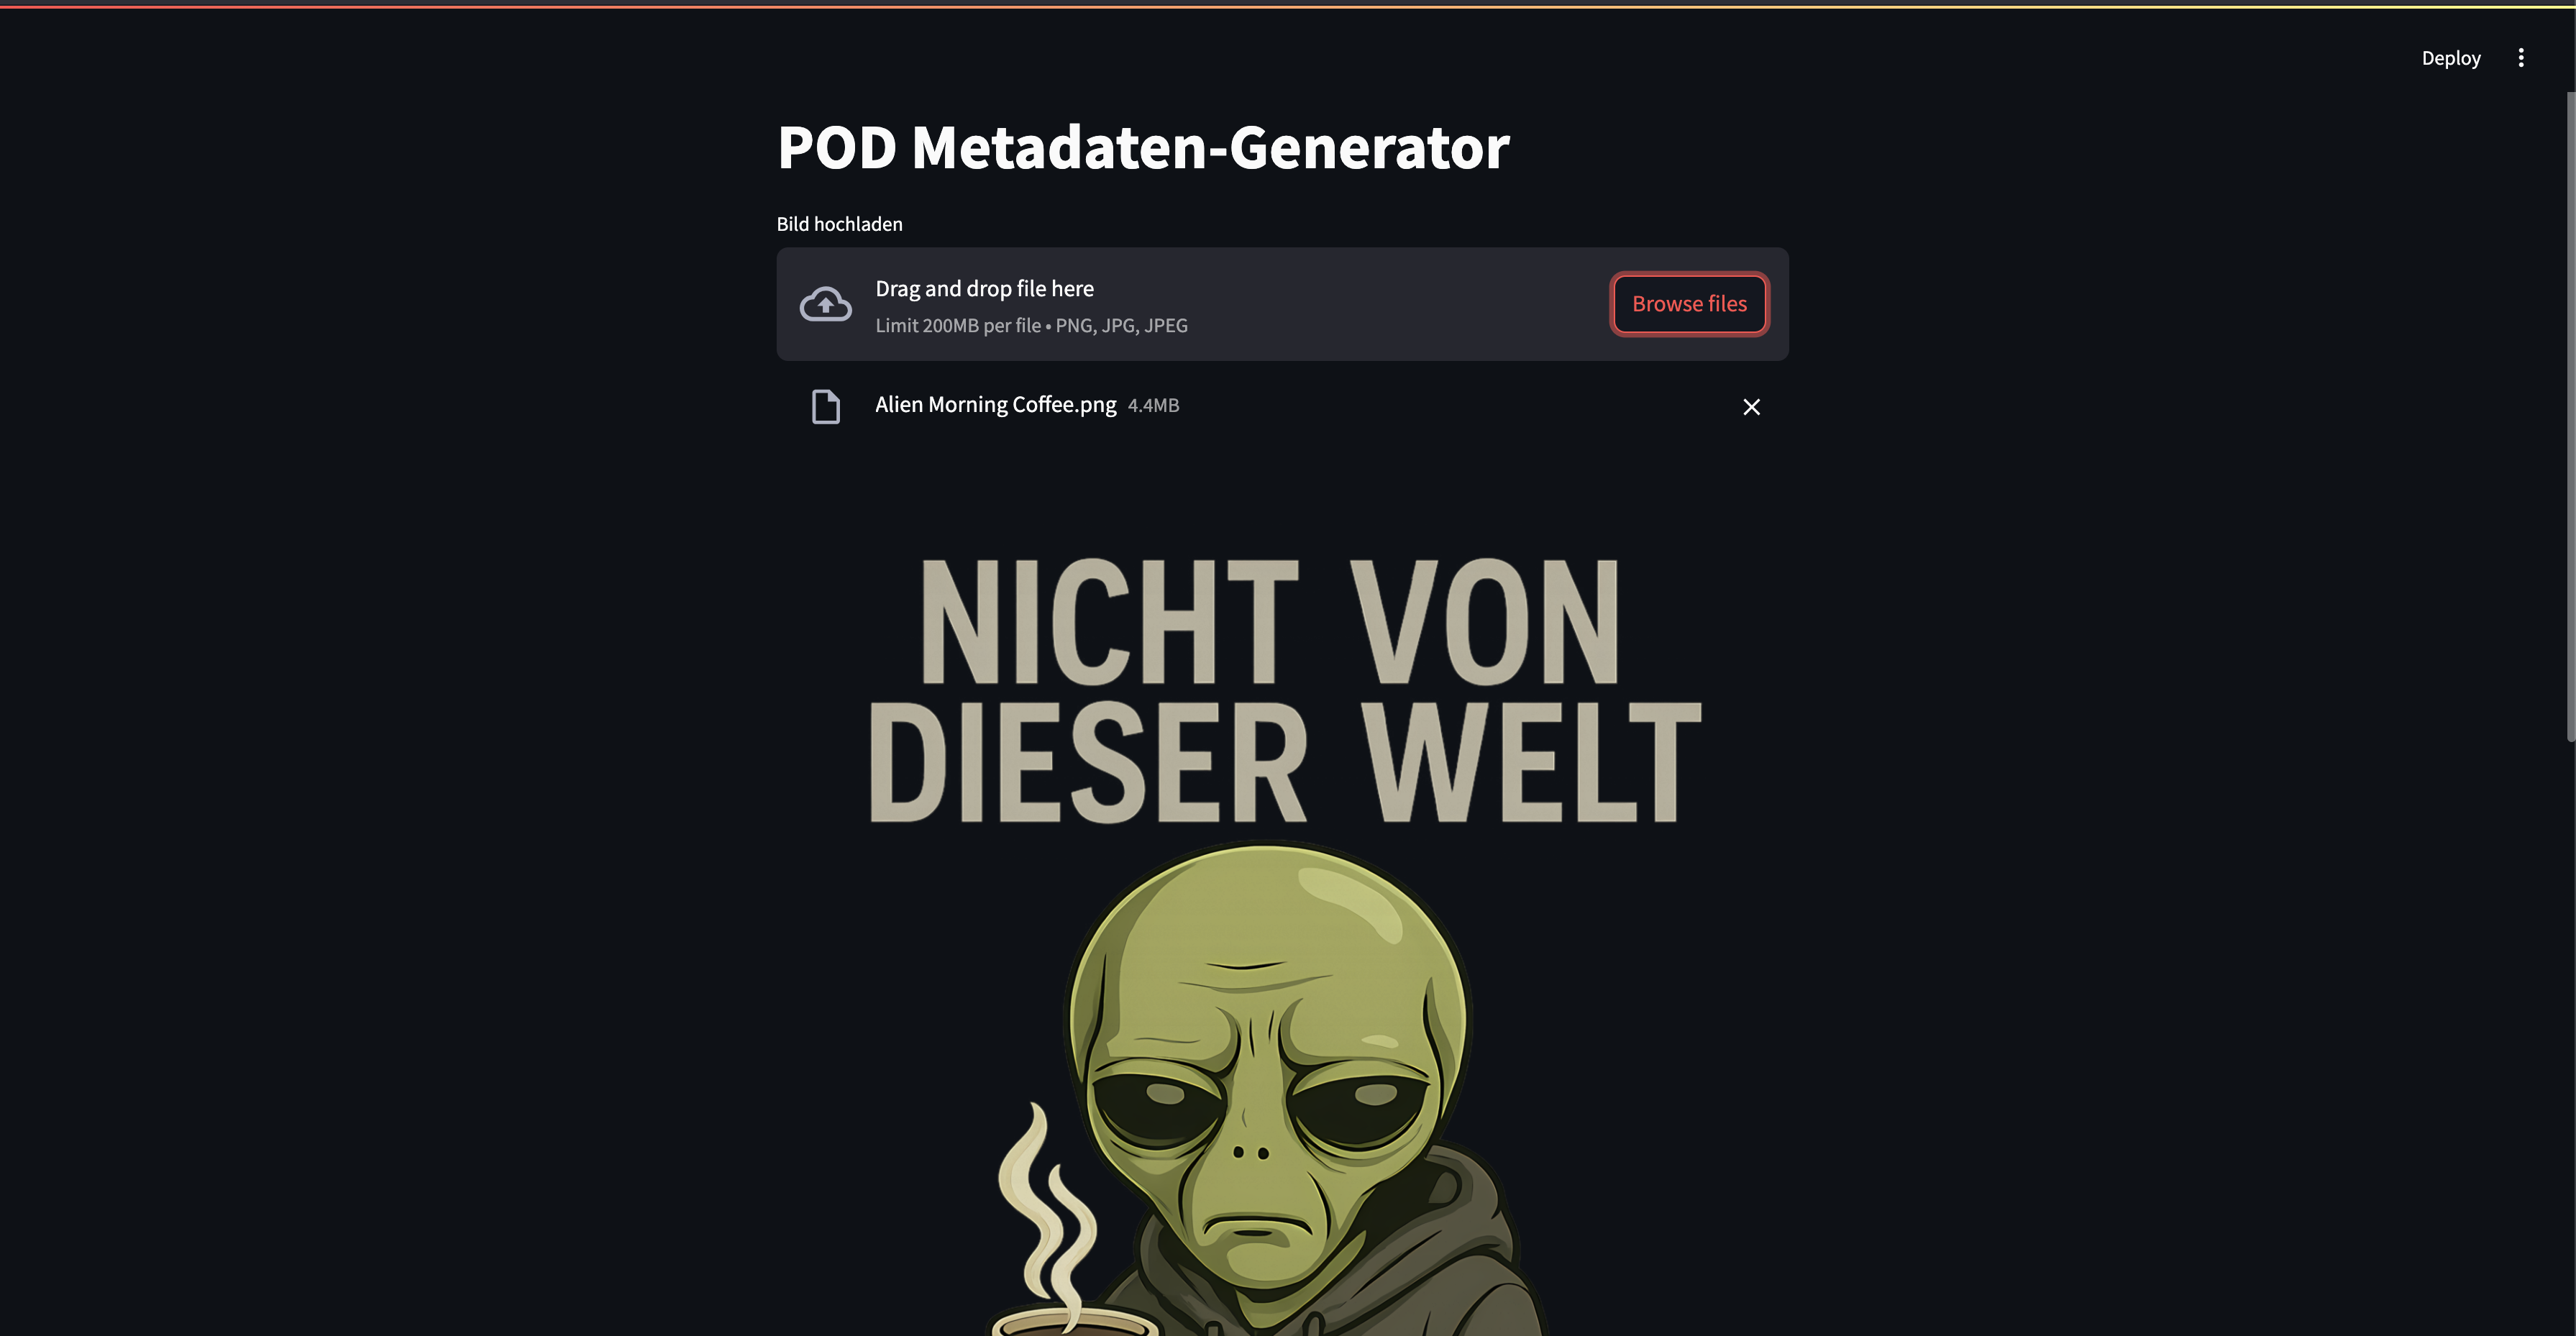 Deploy
POD Metadaten-Generator
Bild hochladen
Drag and drop file here
Limit 200MB per file • PNG, JPG, JPEG
Browse files
Alien Morning Coffee.png 4.4MB
NICHT VON
DIESER WELT